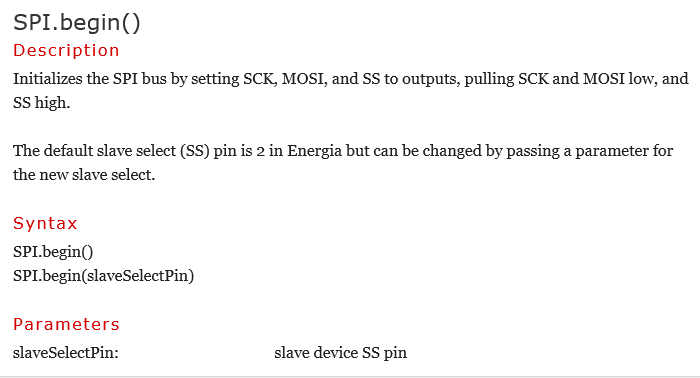 SPI.begin()
Description
Initializes the SPI bus by setting SCK, MOSI, and SS to outputs, pulling SCK and MOSI low, and
SS high.
The default slave select (SS) pin is 2 in Energia but can be changed by passing a parameter for
the new slave select.
Syntax
SPI.begin()
SPI.begin(slaveSelectPin)
Parameters
slaveSelectPin: slave device SS pin